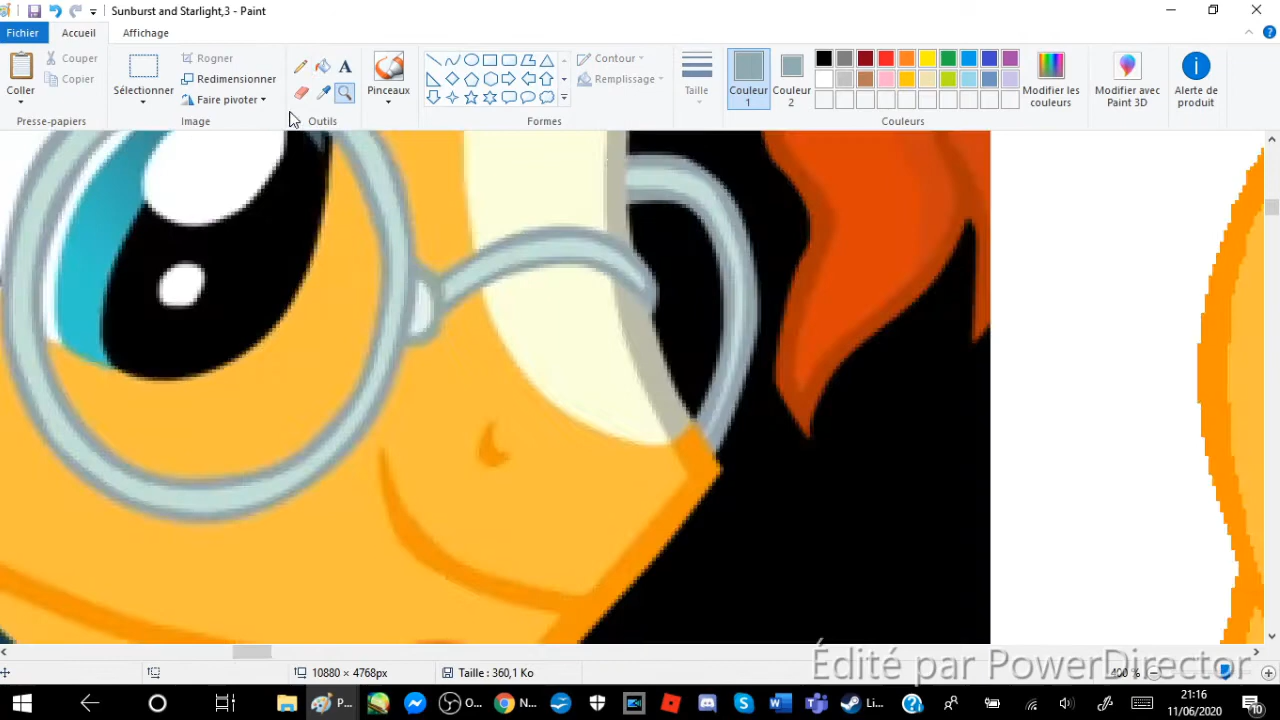 Sunburst and Starlight,3 - Paint
Fichier
Accueil
Affichage
Coller
Couper
Copier
Presse-papiers
Sélectionner
Rogner
Redimensionner
Faire pivoter
Image
A
Outils
Pinceaux
Contour
Remplissage
Formes
Taille
Couleur 1
Couleur 2
Modifier les couleurs
Modifier avec Paint 3D
Alerte de produit
Couleurs
10880 × 4768px
Taille : 360,1 Ko
400 %
Édité par PowerDirector
P...
O...
N...
Li...
21:16
11/06/2020
10